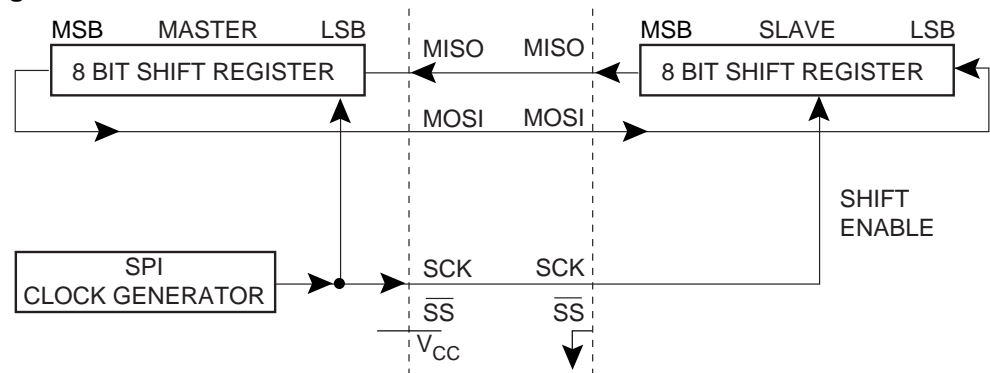 MSB MASTER LSB
MISO MISO
MSB SLAVE LSB
8 BIT SHIFT REGISTER
8 BIT SHIFT REGISTER
MOSI MOSI
SHIFT
ENABLE
SPI
CLOCK GENERATOR
SCK SCK
SS SS
VCC